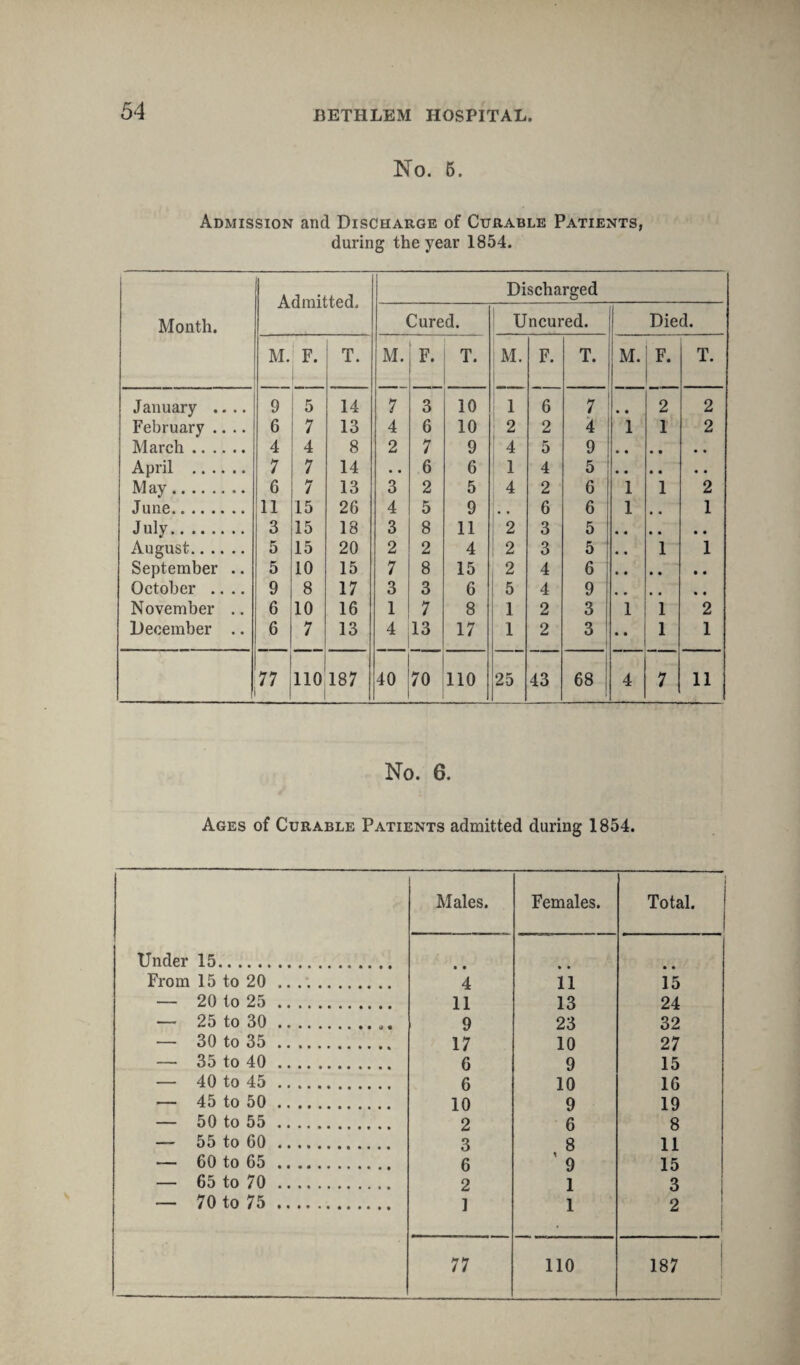 54 BETHLEM HOSPITAL.
No. 5.
Admission and Discharge of Curable Patients,
during the year 1854.
Month. Admitted. Discharged
Cured. Uncured. Died.
M. F. T. M. F. T. M. F. T. M. F. T.
January .... 9 5 14 7 3 10 1 6 7 .. 2 2
February .... 6 7 13 4 6 10 2 2 4 1 1 2
March ...... 4 4 8 2 7 9 4 5 9 .. .. ..
April ...... 7 7 14 .. 6 6 1 4 5 .. .. ..
May ........ 6 7 13 3 2 5 4 2 6 1 1 2
June ........ 11 15 26 4 5 9 .. 6 6 1 .. 1
July ........ 3 15 18 3 8 11 2 3 5 .. .. ..
August ...... 5 15 20 2 2 4 2 3 5 .. 1 1
September .. 5 10 15 7 8 15 2 4 6 .. .. ..
October .... 9 8 17 3 3 6 5 4 9 .. .. ..
November .. 6 10 16 1 7 8 1 2 3 1 1 2
December .. 6 7 13 4 13 17 1 2 3 .. 1 1
77 110 187 40 70 110 25 43 68 4 7 11
No. 6.
Ages of Curable Patients admitted during 1854.
Males. Females. Total.
Under 15 .................. .. .. ..
From 15 to 20 .............. 4 11 15
— 20 to 25 .............. 11 13 24
— 25 to 30 .............. 9 23 32
— 30 to 35 .............. 17 10 27
— 35 to 40 .............. 6 9 15
— 40 to 45 .............. 6 10 16
— 45 to 50 .............. 10 9 19
— 50 to 55 .............. 2 6 8
— 55 to 60 .............. 3 8 11
— 60 to 65 .............. 6 9 15
— 65 to 70 .............. 2 1 3
— 70 to 75 .............. 1 1 2
77 110 187